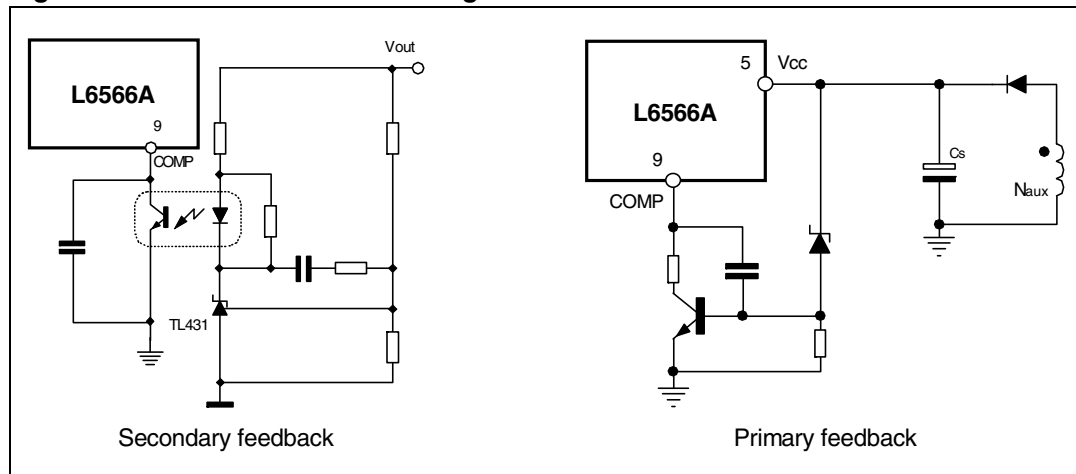 Vout
L6566A
9
COMP
TL431
Secondary feedback
5 Vcc
L6566A
9
COMP
Cs
Naux
Primary feedback